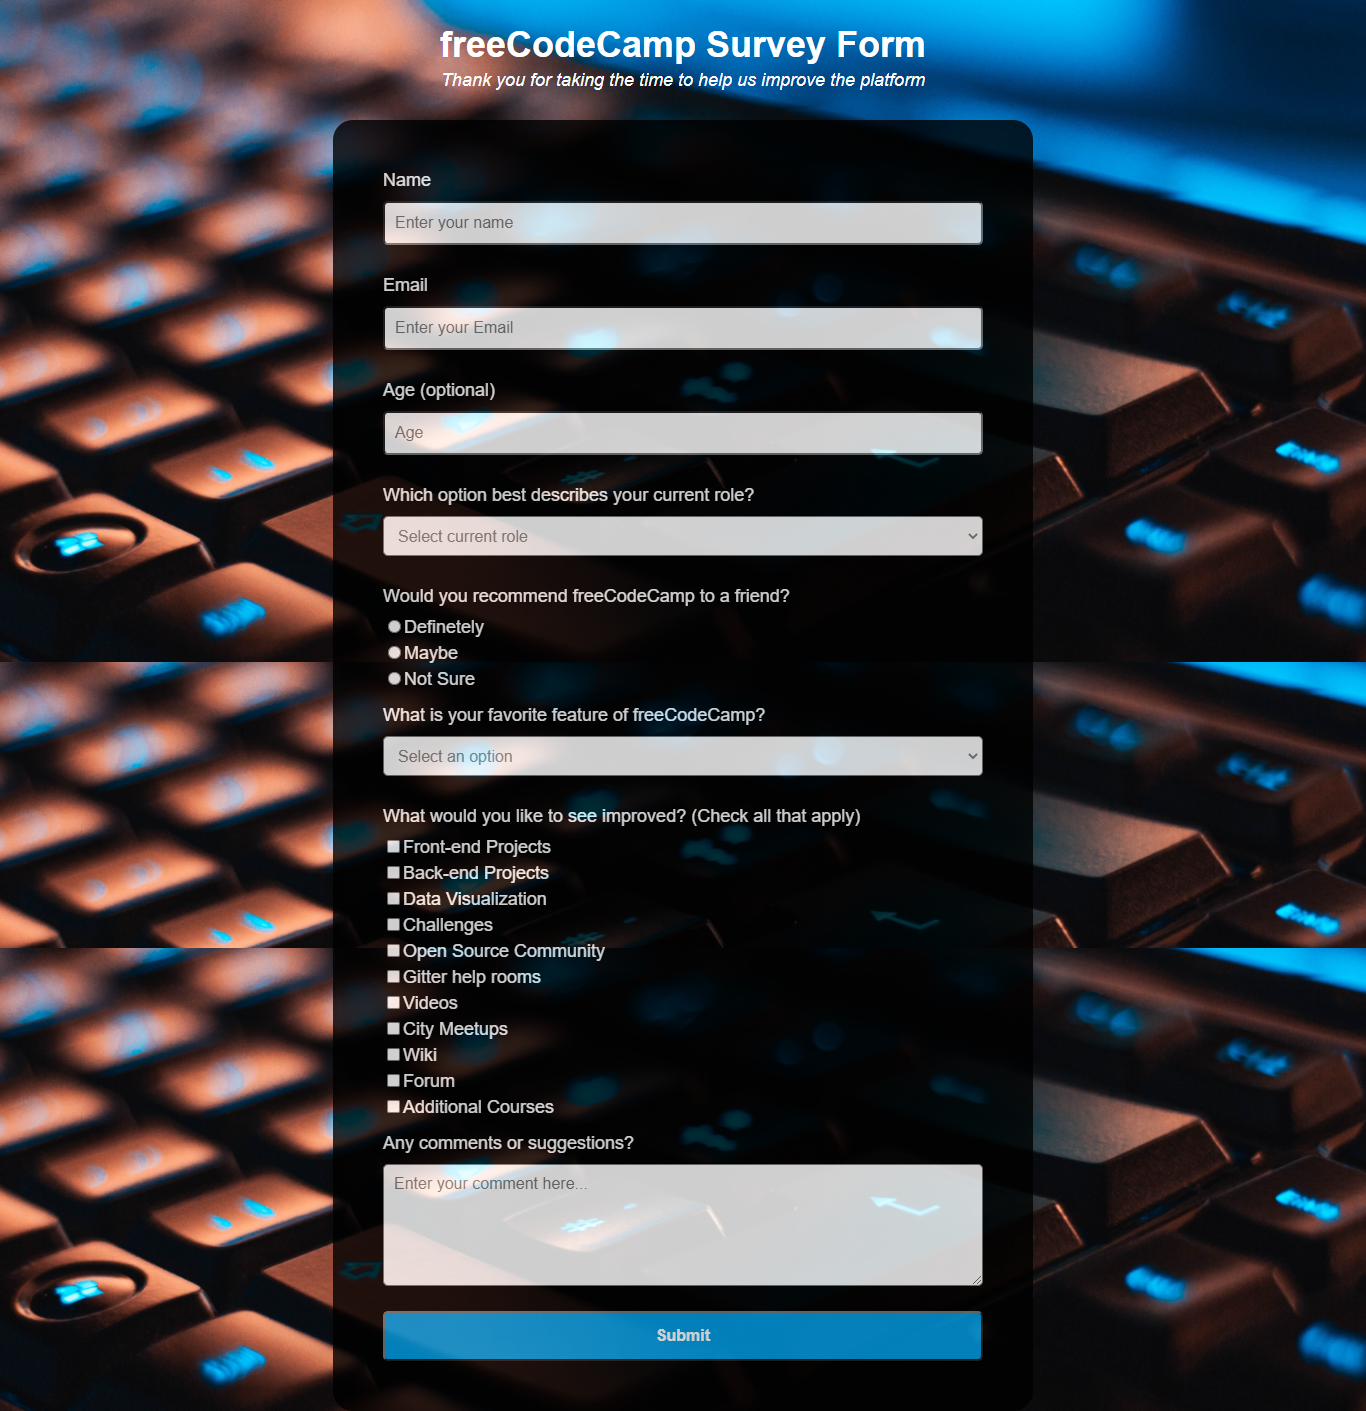 freeCodeCamp Survey Form
Thank you for taking the time to help us improve the platform
Name
Enter your name
Email
Enter your Email
Age (optional)
Age
Which option best describes your current role?
Select current role
Would you recommend freeCodeCamp to a friend?
Definetely
Maybe
Not Sure
What is your favorite feature of freeCodeCamp?
Select an option
What would you like to see improved? (Check all that apply)
Front-end Projects
Back-end Projects
Data Visualization
Challenges
Open Source Community
Gitter help rooms
Videos
City Meetups
Wiki
Forum
Additional Courses
Any comments or suggestions?
Enter your comment here...
Submit